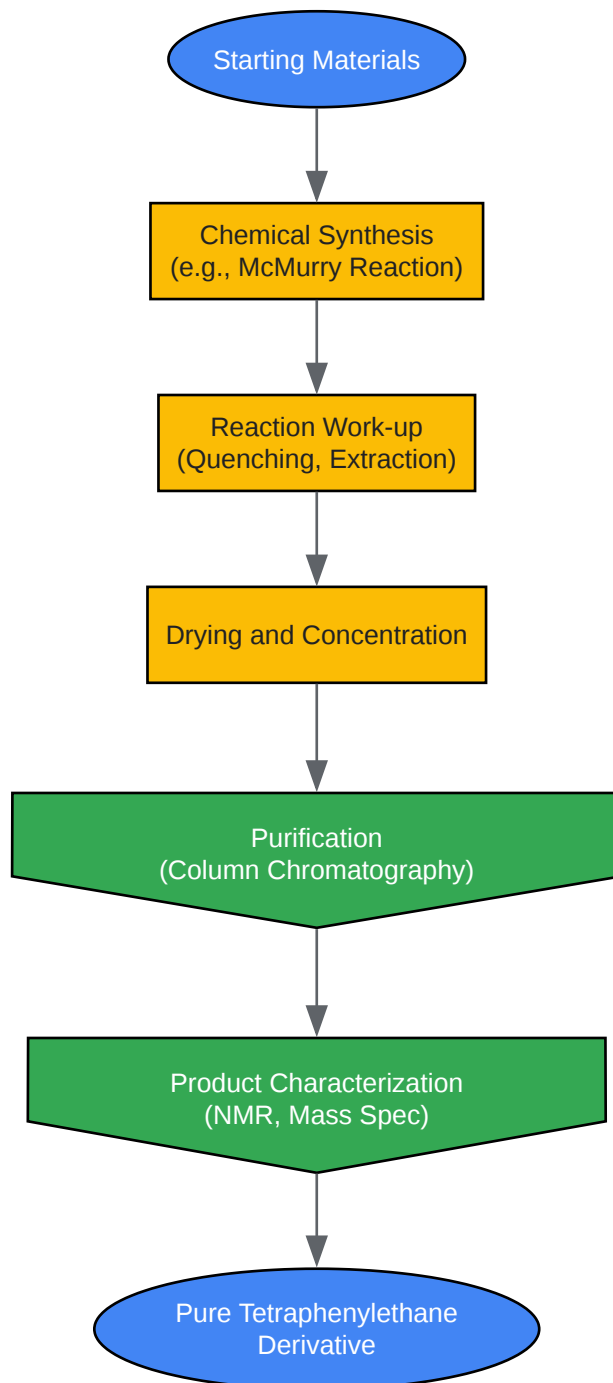 Starting Materials
Chemical Synthesis
(e.g., McMurry Reaction)
Reaction Work-up
(Quenching, Extraction)
Drying and Concentration
Purification
(Column Chromatography)
Product Characterization
(NMR, Mass Spec)
Pure Tetraphenylethane
Derivative